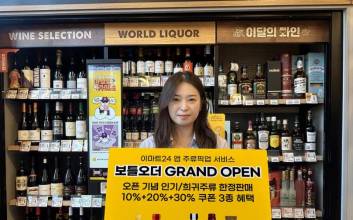 WINE SELECTION
WORLD LIQUOR
이달의 와인
이마트24 앱 주류픽업 서비스
보틀오더 GRAND OPEN
오픈 기념 인기/희귀주류 한정판매
10%+20%+30% 쿠폰 3종 혜택